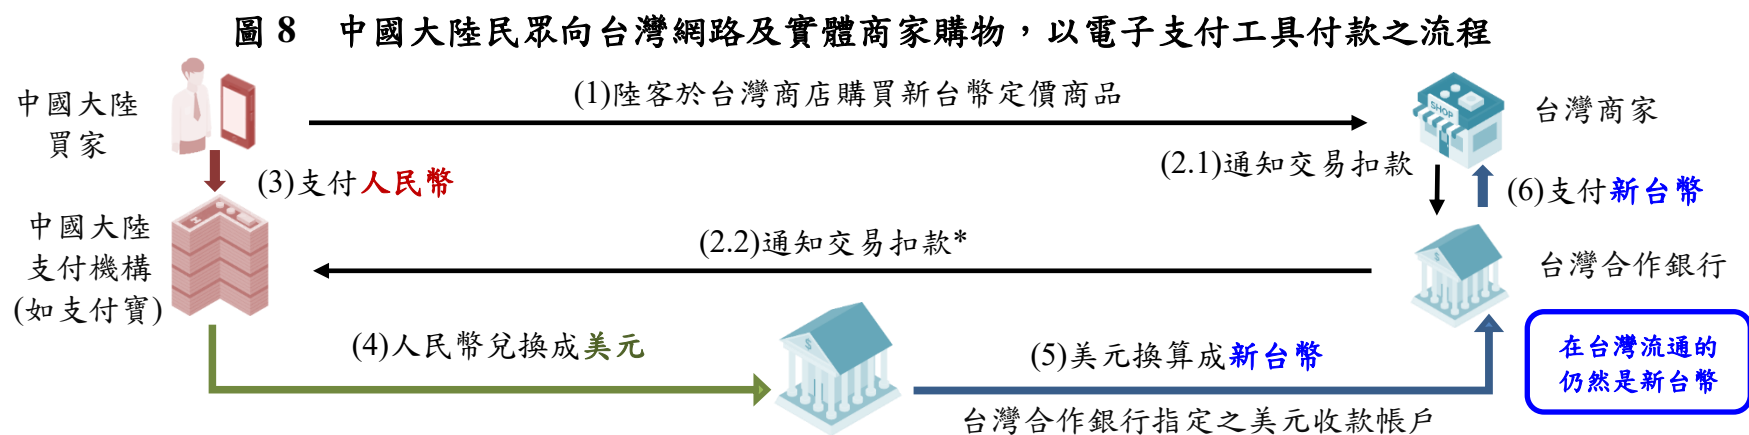 圖 8　中國大陸民眾向台灣網路及實體商家購物，以電子支付工具付款之流程
中國大陸
買家
(1)陸客於台灣商店購買新台幣定價商品
SHOP
台灣商家
(2.1)通知交易扣款
(3)支付人民幣
(6)支付新台幣
中國大陸
支付機構
(如支付寶)
(2.2)通知交易扣款*
台灣合作銀行
(4)人民幣兌換成美元
$
(5)美元換算成新台幣
台灣合作銀行指定之美元收款帳戶
在台灣流通的
仍然是新台幣